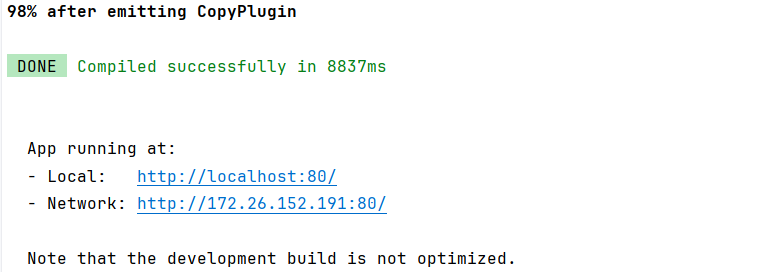 98% after emitting CopyPlugin
DONE  Compiled successfully in 8837ms
App running at:
- Local:   http://localhost:80/
- Network: http://172.26.152.191:80/
Note that the development build is not optimized.